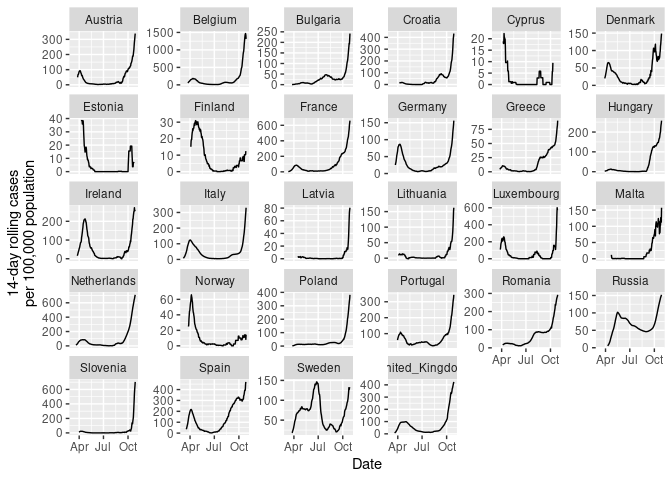 Austria Belgium Bulgaria Croatia Cyprus Denmark
300 200 100 0
1500 1000 500 0
250 200 150 100 50 0
400 300 200 100 0
20 15 10 5 0
150 100 50 0
Estonia Finland France Germany Greece Hungary
40 30 20 10 0
30 20 10 0
600 400 200 0
150 100 50 0
75 50 25 0
200 100 0
Ireland Italy Latvia Lithuania Luxembourg Malta
200 100 0
300 200 100 0
80 60 40 20 0
150 100 50 0
600 400 200 0
150 100 50 0
14-day rolling cases
per 100,000 population
Netherlands Norway Poland Portugal Romania Russia
600 400 200 0
60 40 20 0
400 300 200 100 0
300 200 100 0
300 200 100 0
150 100 50 0
Slovenia Spain Sweden nited_Kingdo
600 400 200 0
400 300 200 100 0
150 100 50
400 300 200 100 0
Apr Jul Oct Apr Jul Oct
Apr Jul Oct Apr Jul Oct Apr Jul Oct Apr Jul Oct
Date